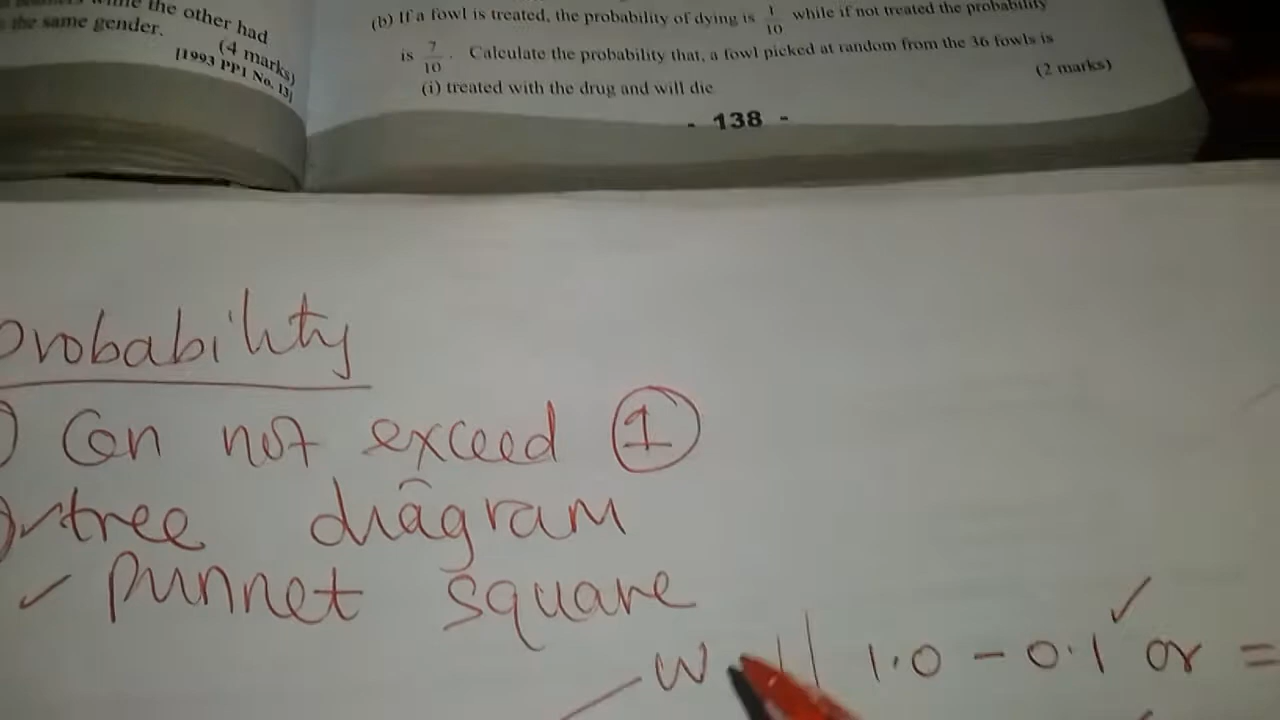 while the other had
the same gender.
(4 marks)
[1993 PP1 No. 13]
(b) If a fowl is treated, the probability of dying is 1/10 while if not treated the probability
is 7/10. Calculate the probability that, a fowl picked at random from the 36 fowls is
(i) treated with the drug and will die
(2 marks)
- 138 -
Probability
Can not exceed 1
tree diagram
✓ Punnet square
1.0 - 0.1 ✓ or =